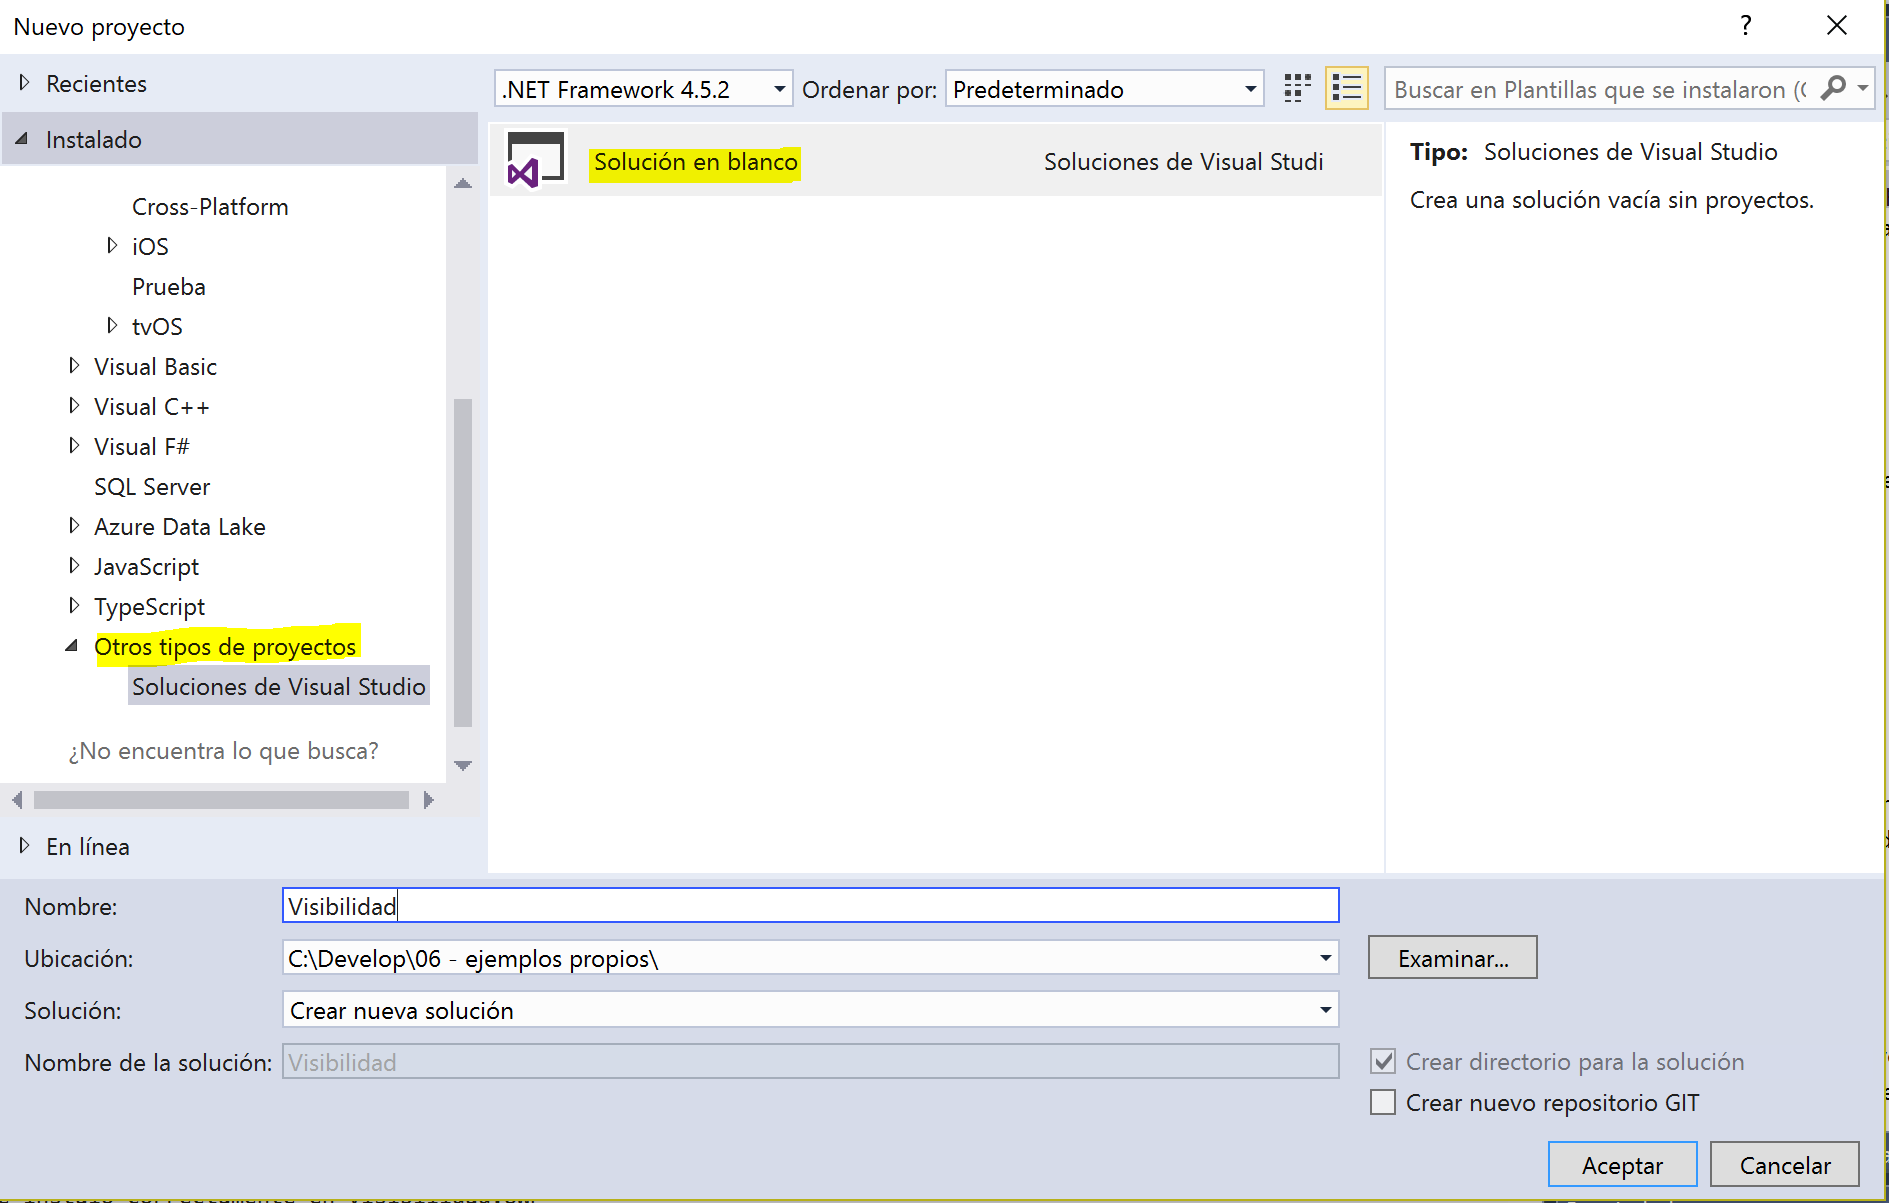 Nuevo proyecto
?
Recientes
.NET Framework 4.5.2
Ordenar por:
Predeterminado
Buscar en Plantillas que se instalaron (
Instalado
Cross-Platform
iOS
Prueba
tvOS
Visual Basic
Visual C++
Visual F#
SQL Server
Azure Data Lake
JavaScript
TypeScript
Otros tipos de proyectos
Soluciones de Visual Studio
¿No encuentra lo que busca?
En línea
Solución en blanco
Soluciones de Visual Studi
Tipo: Soluciones de Visual Studio
Crea una solución vacía sin proyectos.
Nombre:
Visibilidad
Ubicación:
C:\Develop\06 - ejemplos propios\
Examinar...
Solución:
Crear nueva solución
Nombre de la solución:
Visibilidad
Crear directorio para la solución
Crear nuevo repositorio GIT
Aceptar
Cancelar